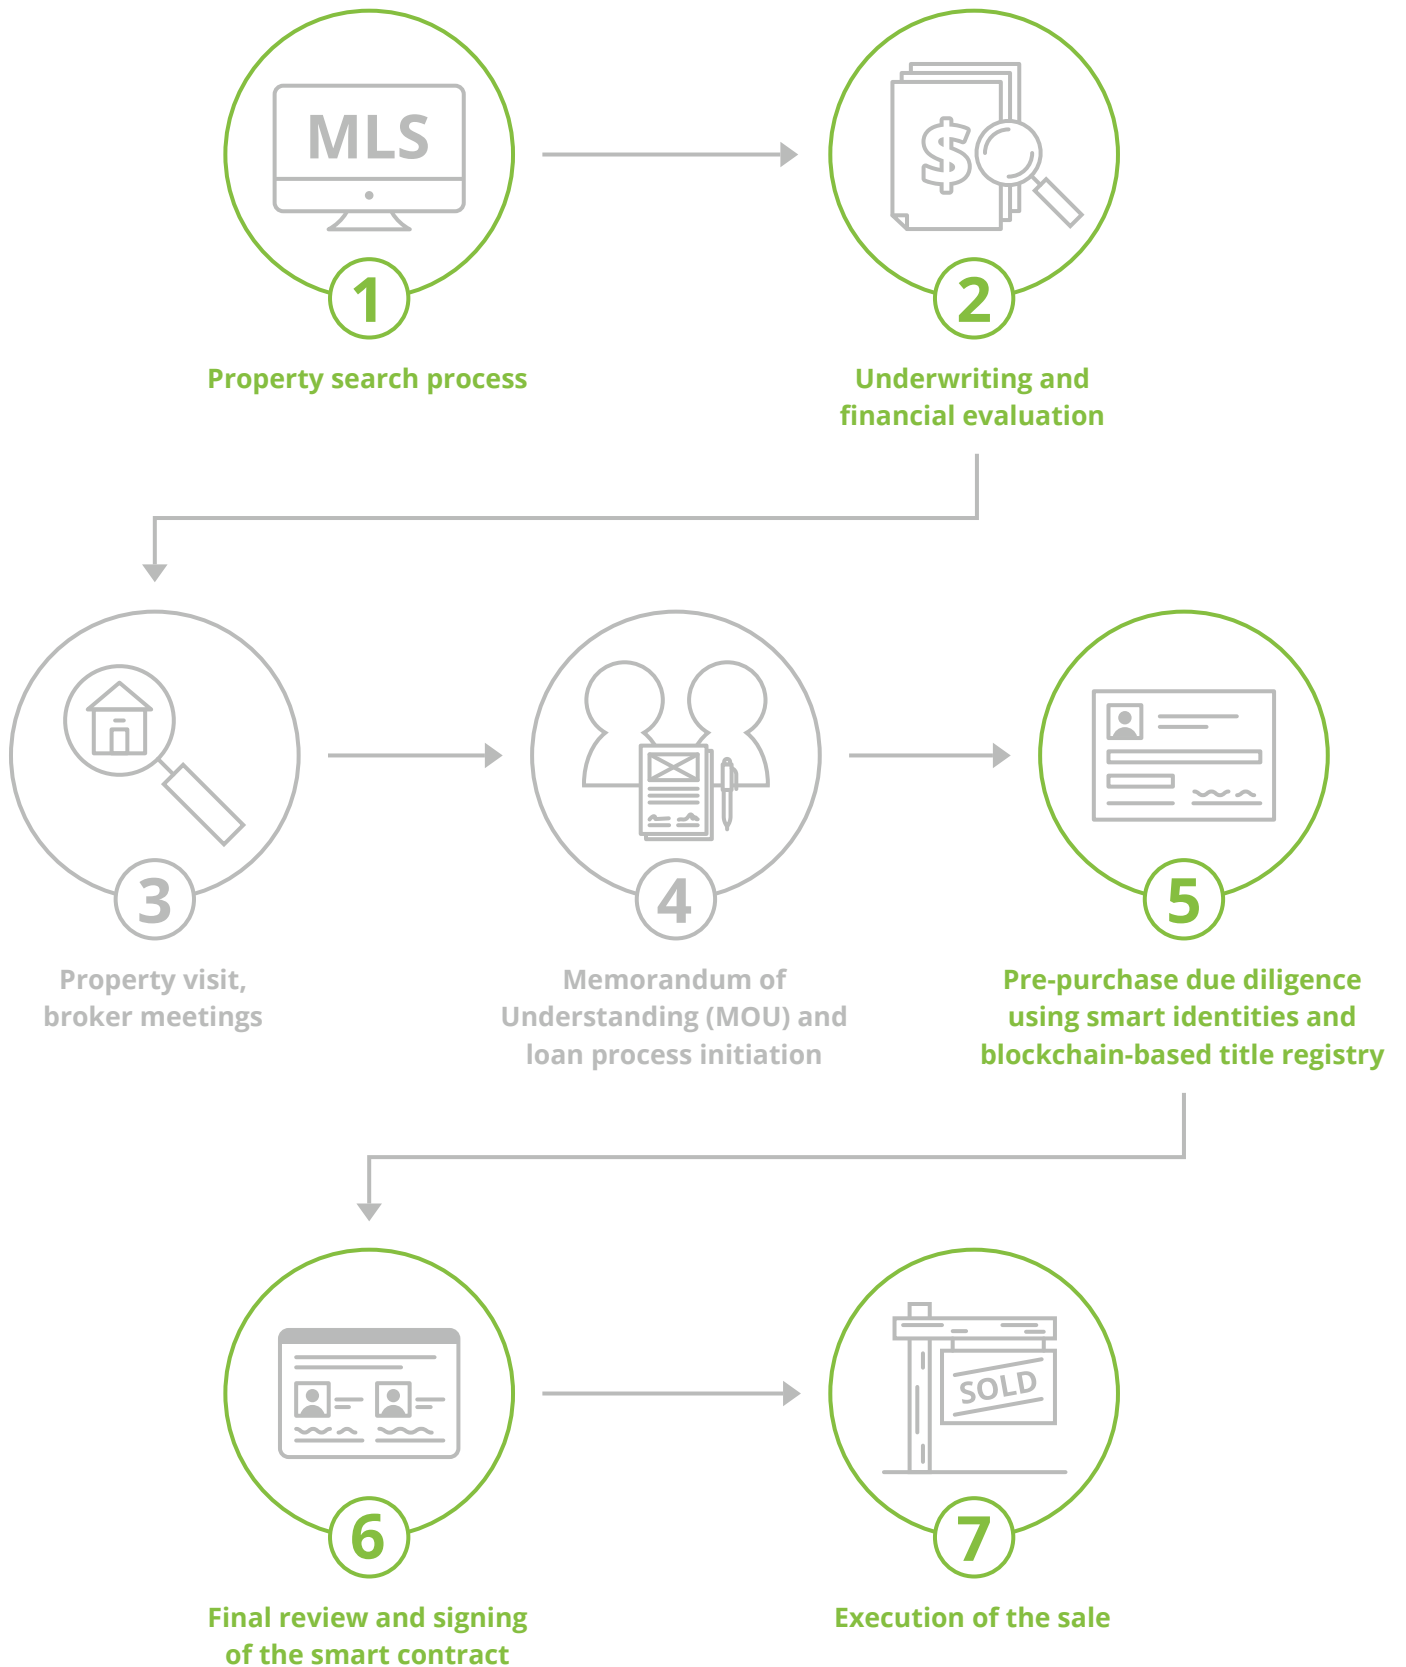 MLS
1
Property search process
2
Underwriting and
financial evaluation
3
Property visit,
broker meetings
4
Memorandum of
Understanding (MOU) and
loan process initiation
5
Pre-purchase due diligence
using smart identities and
blockchain-based title registry
6
Final review and signing
of the smart contract
SOLD
7
Execution of the sale